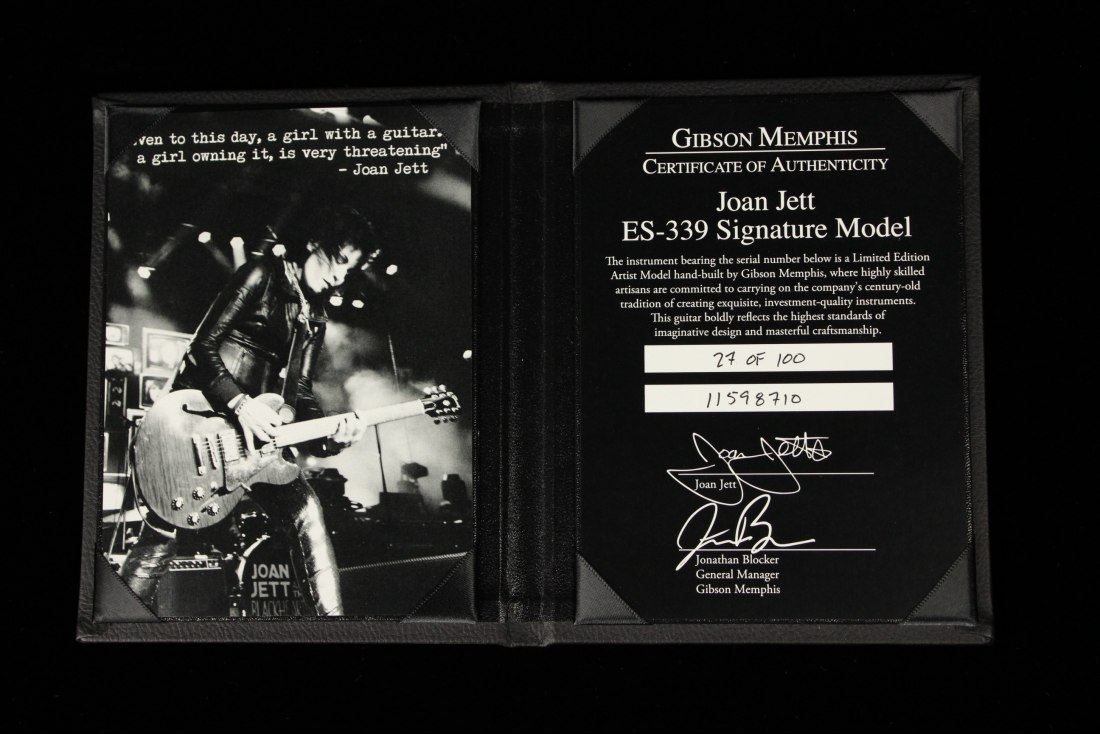 ven to this day, a girl with a guitar.
a girl owning it, is very threatening"
– Joan Jett
JOAN
JETT
GIBSON MEMPHIS
CERTIFICATE OF AUTHENTICITY
Joan Jett
ES-339 Signature Model
The instrument bearing the serial number below is a Limited Edition
Artist Model hand-built by Gibson Memphis, where highly skilled
artisans are committed to carrying on the company's century-old
tradition of creating exquisite, investment-quality instruments.
This guitar boldly reflects the highest standards of
imaginative design and masterful craftsmanship.
27 OF 100
11598710
Joan Jett
Joan Jett
Jonathan Blocker
General Manager
Gibson Memphis